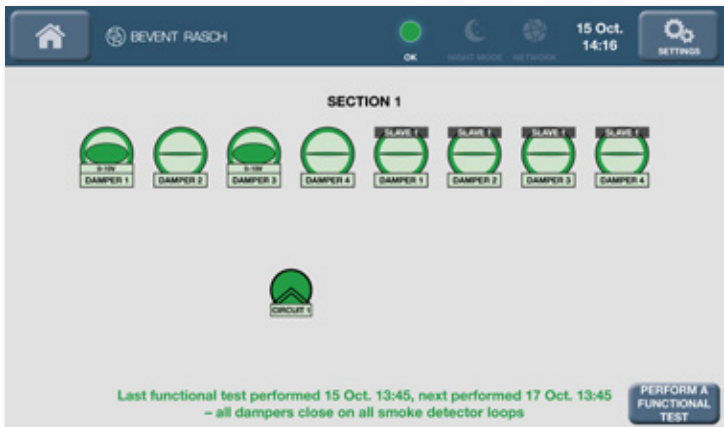 BEVENT RASCH
OK
NIGHT MODE
NETWORK
15 Oct.
14:16
SETTINGS
SECTION 1
SLAVE 1
SLAVE 1
SLAVE 1
SLAVE 1
0-10V
0-10V
DAMPER 1
DAMPER 2
DAMPER 3
DAMPER 4
DAMPER 1
DAMPER 2
DAMPER 3
DAMPER 4
CIRCUIT 1
Last functional test performed 15 Oct. 13:45, next performed 17 Oct. 13:45
– all dampers close on all smoke detector loops
PERFORM A
FUNCTIONAL
TEST